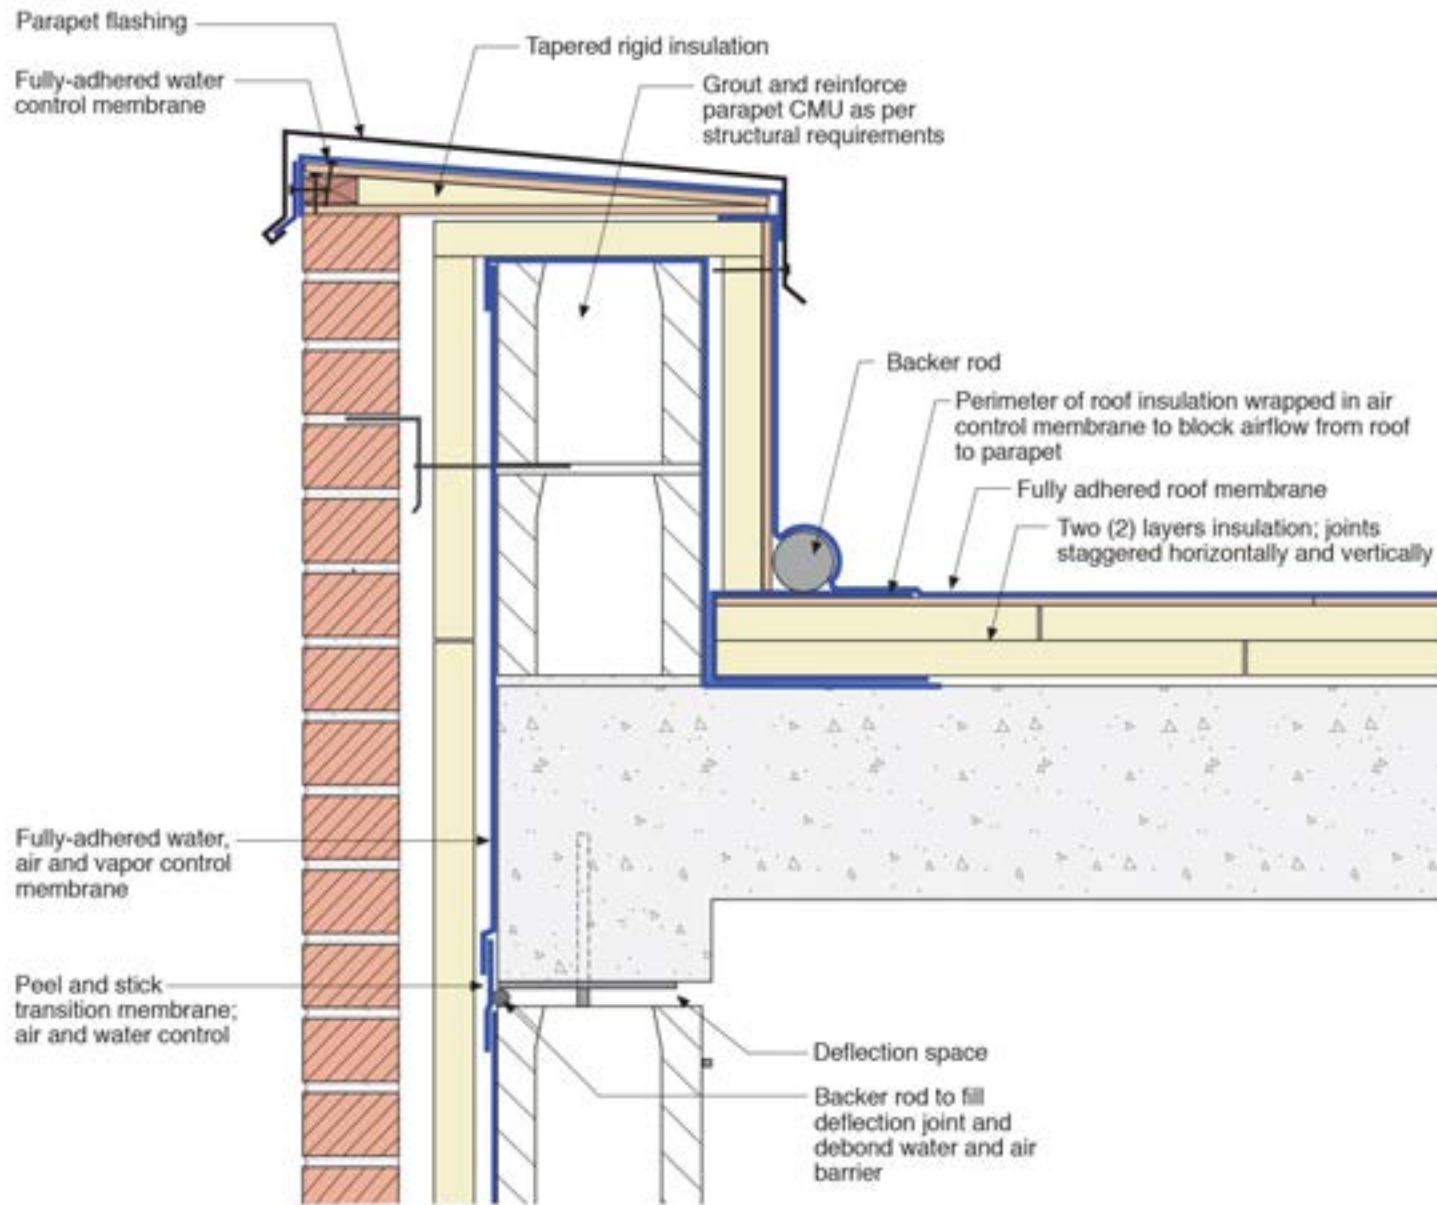 Parapet flashing
Tapered rigid insulation
Fully-adhered water
control membrane
Grout and reinforce
parapet CMU as per
structural requirements
Backer rod
Perimeter of roof insulation wrapped in air
control membrane to block airflow from roof
to parapet
Fully adhered roof membrane
Two (2) layers insulation; joints
staggered horizontally and vertically
Fully-adhered water,
air and vapor control
membrane
Peel and stick
transition membrane;
air and water control
Deflection space
Backer rod to fill
deflection joint and
debond water and air
barrier